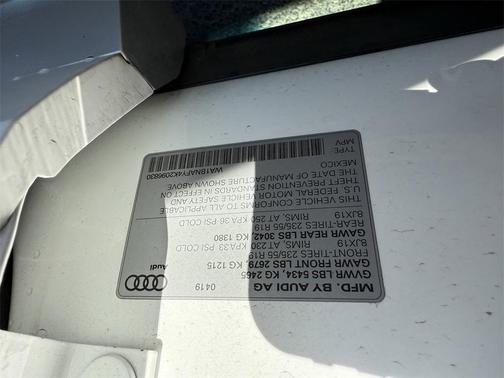 MFD. BY AUDI AG
0419
GVWR LBS 5434, KG 2465
GAWR FRONT LBS 2679, KG 1215
FRONT-TIRES 235/55 R19
RIMS, AT 230 KPA33 PSI COLD
8JX19
GAWR REAR LBS 3042, KG 1380
REAR-TIRES 235/55 R19
RIMS, AT 250 KPA 36 PSI COLD
8JX19
THIS VEHICLE CONFORMS TO ALL APPLICABLE
U.S. FEDERAL MOTOR VEHICLE SAFETY AND
THEFT PREVENTION STANDARDS IN EFFECT ON
THE DATE OF MANUFACTURE SHOWN ABOVE
MEXICO
TYPE:
MPV
Audi